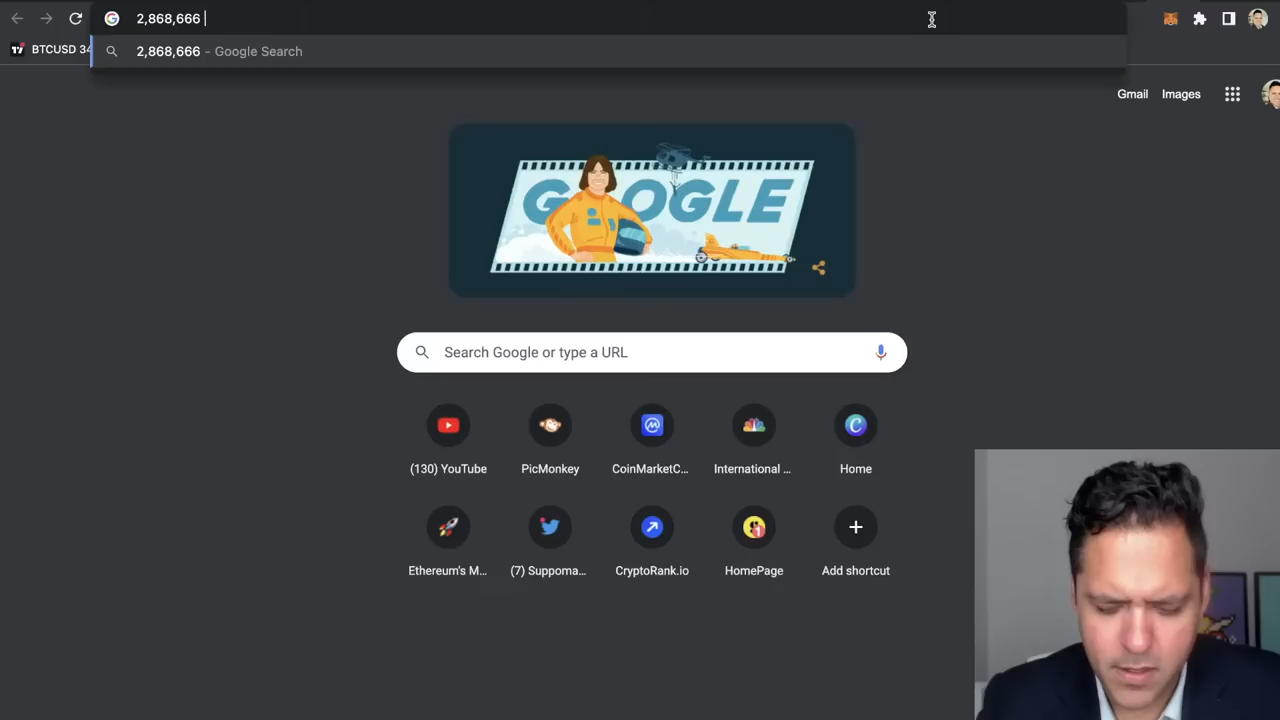 2,868,666
2,868,666 - Google Search
BTCUSD 34
Gmail Images
GOOGLE
Search Google or type a URL
(130) YouTube PicMonkey CoinMarketC... International ... Home
Ethereum's M... (7) Suppoma... CryptoRank.io HomePage Add shortcut